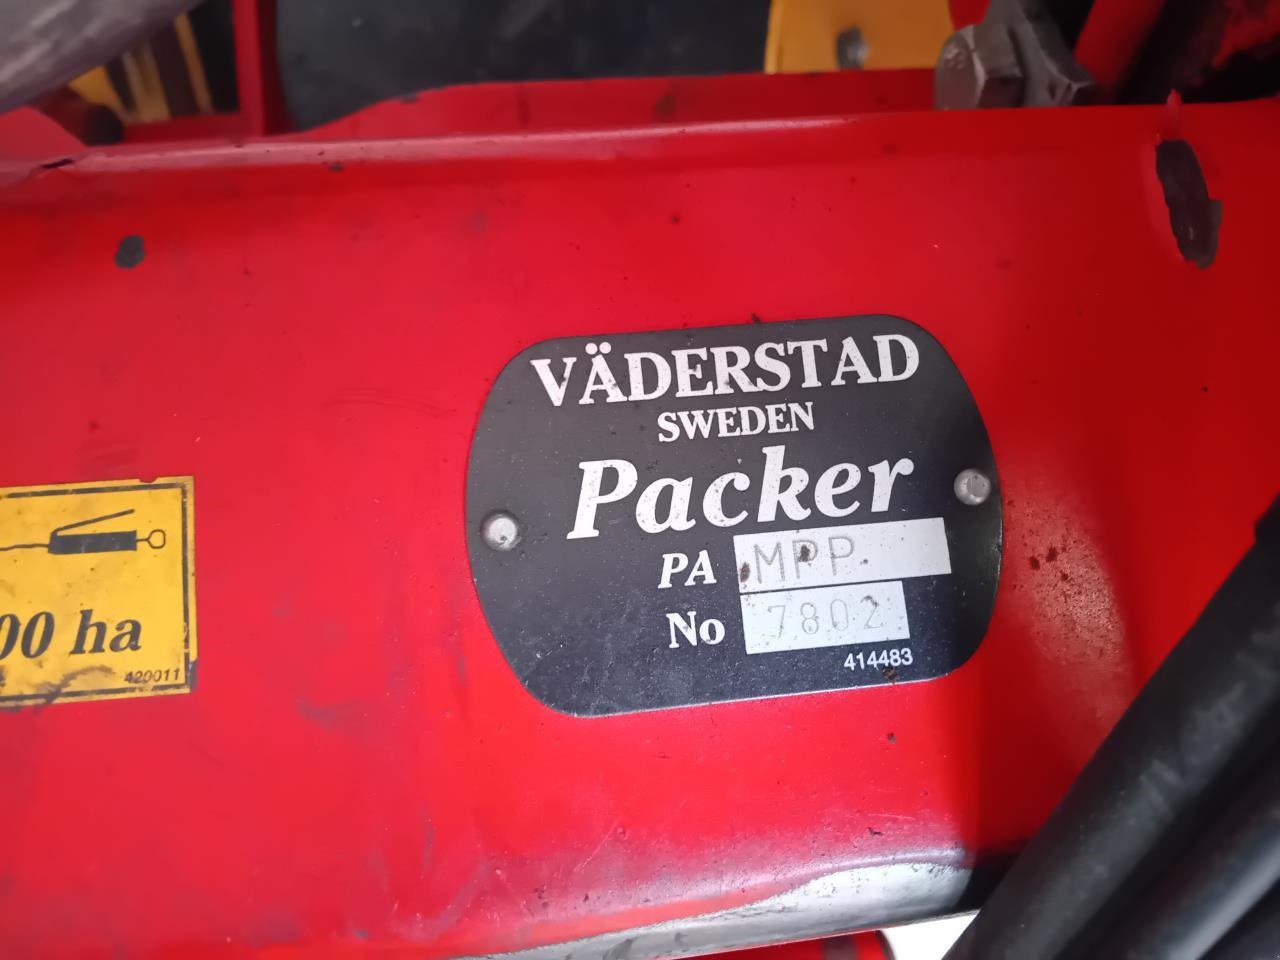 VÄDERSTAD
SWEDEN
Packer
PA MPP
No 7802
414483
00 ha
420011